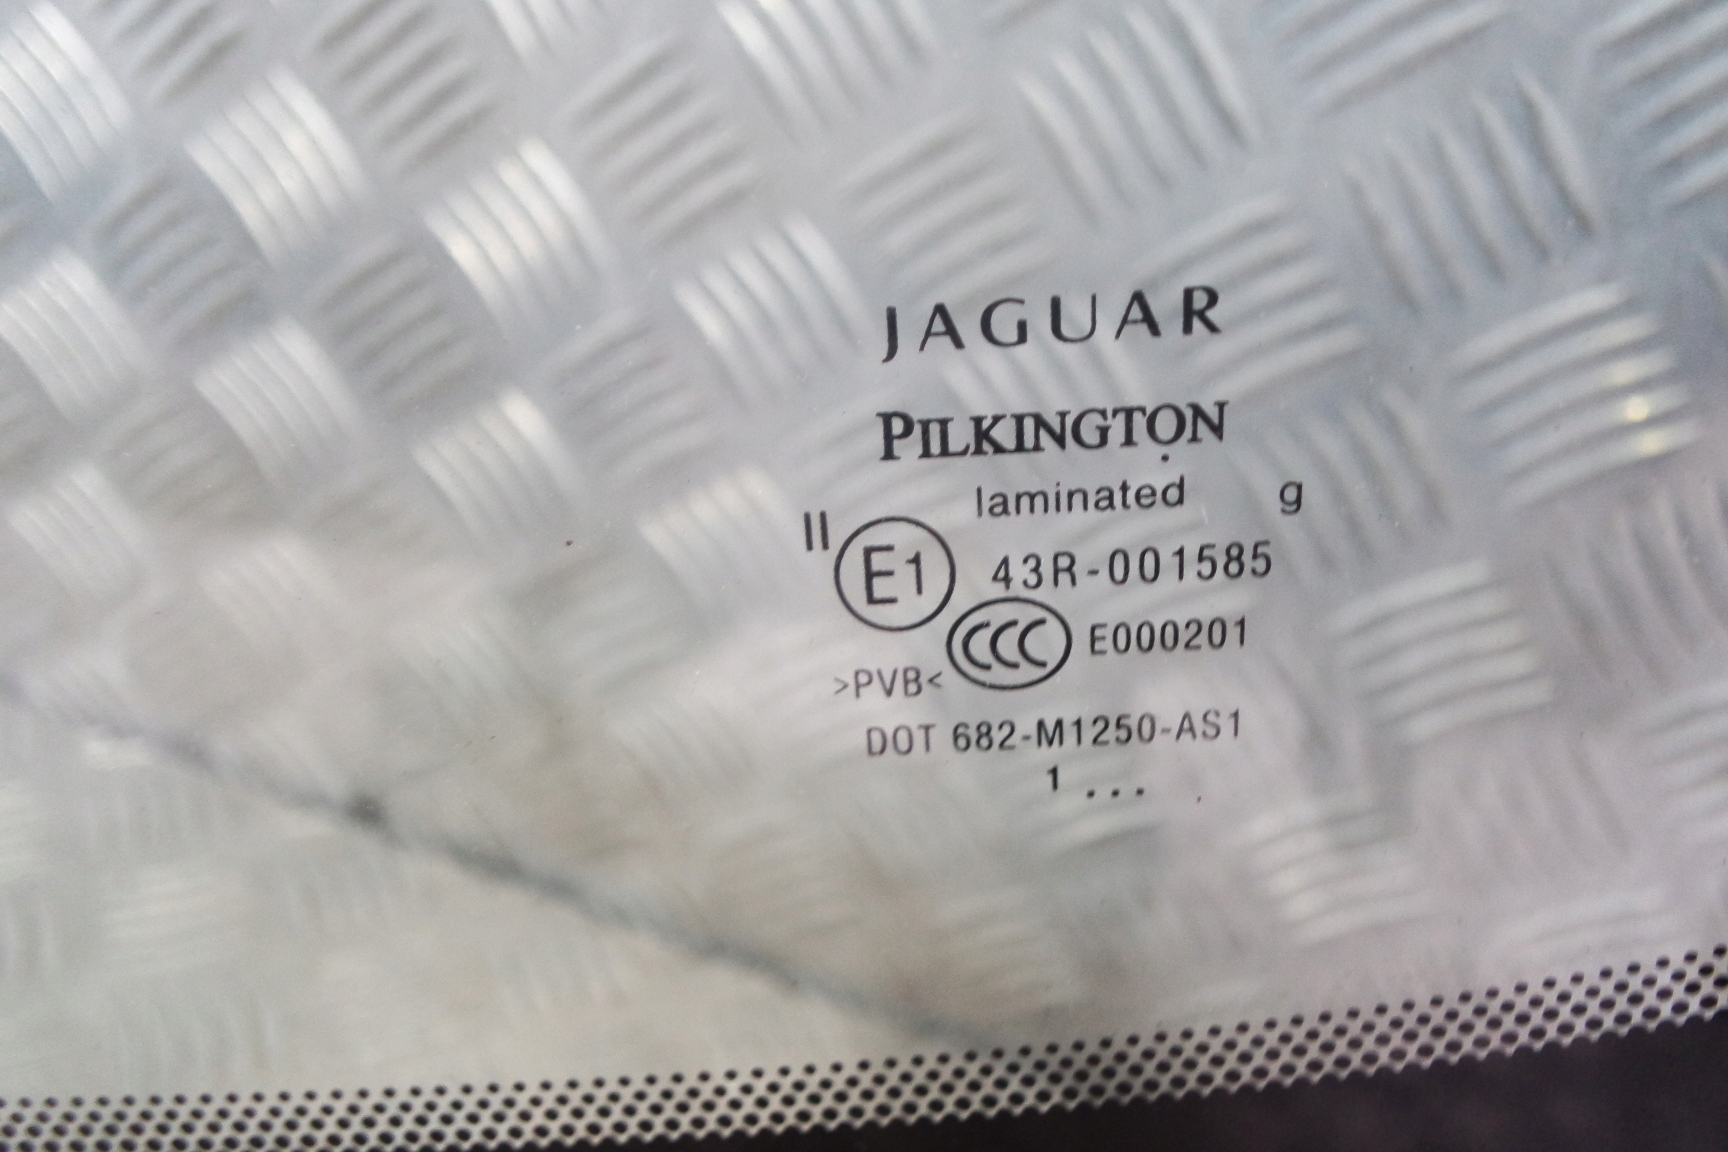 JAGUAR
PILKINGTON
laminated g
II E1 43R-001585
CCC E000201
>PVB<
DOT 682-M1250-AS1
1 ...